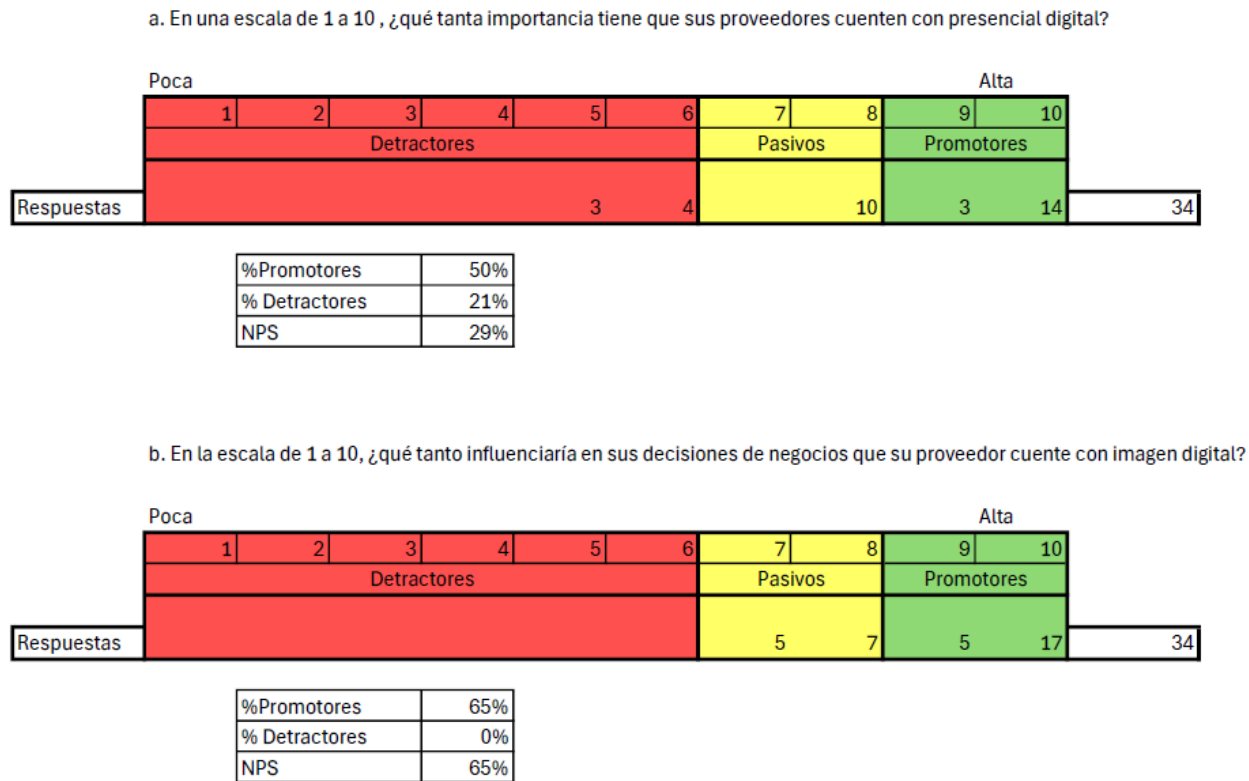 a. En una escala de 1 a 10 , ¿qué tanta importancia tiene que sus proveedores cuenten con presencial digital?
Poca Alta
1 2 3 4 5 6 7 8 9 10
Detractores Pasivos Promotores
Respuestas 3 4 10 3 14 34
%Promotores 50%
% Detractores 21%
NPS 29%
b. En la escala de 1 a 10, ¿qué tanto influenciaría en sus decisiones de negocios que su proveedor cuente con imagen digital?
Poca Alta
1 2 3 4 5 6 7 8 9 10
Detractores Pasivos Promotores
Respuestas 5 7 5 17 34
%Promotores 65%
% Detractores 0%
NPS 65%